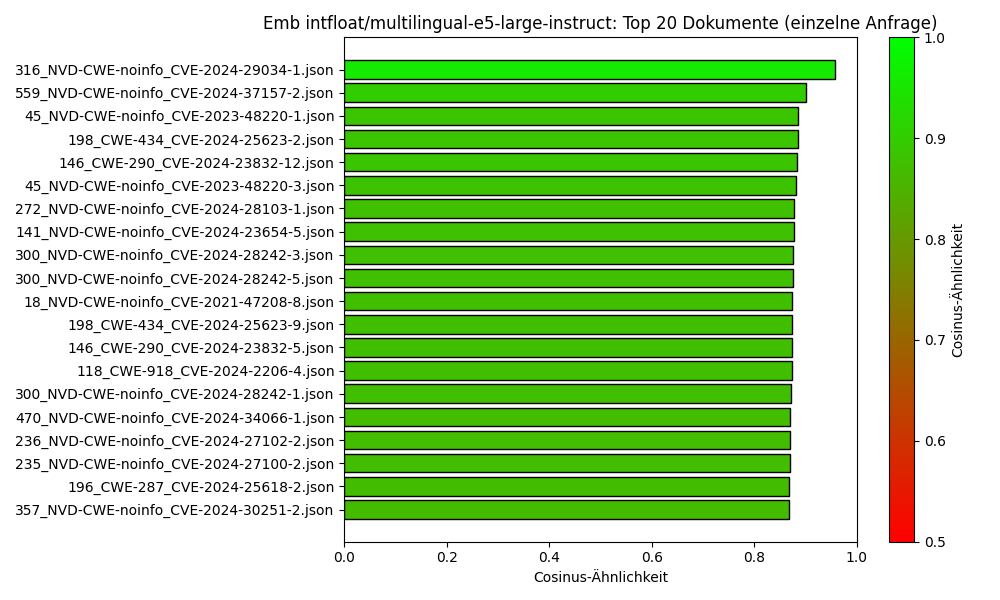 Emb intfloat/multilingual-e5-large-instruct: Top 20 Dokumente (einzelne Anfrage)
316_NVD-CWE-noinfo_CVE-2024-29034-1.json
559_NVD-CWE-noinfo_CVE-2024-37157-2.json
45_NVD-CWE-noinfo_CVE-2023-48220-1.json
198_CWE-434_CVE-2024-25623-2.json
146_CWE-290_CVE-2024-23832-12.json
45_NVD-CWE-noinfo_CVE-2023-48220-3.json
272_NVD-CWE-noinfo_CVE-2024-28103-1.json
141_NVD-CWE-noinfo_CVE-2024-23654-5.json
300_NVD-CWE-noinfo_CVE-2024-28242-3.json
300_NVD-CWE-noinfo_CVE-2024-28242-5.json
18_NVD-CWE-noinfo_CVE-2021-47208-8.json
198_CWE-434_CVE-2024-25623-9.json
146_CWE-290_CVE-2024-23832-5.json
118_CWE-918_CVE-2024-2206-4.json
300_NVD-CWE-noinfo_CVE-2024-28242-1.json
470_NVD-CWE-noinfo_CVE-2024-34066-1.json
236_NVD-CWE-noinfo_CVE-2024-27102-2.json
235_NVD-CWE-noinfo_CVE-2024-27100-2.json
196_CWE-287_CVE-2024-25618-2.json
357_NVD-CWE-noinfo_CVE-2024-30251-2.json
0.0 0.2 0.4 0.6 0.8 1.0
Cosinus-Ähnlichkeit
1.0
0.9
0.8
0.7
0.6
0.5
Cosinus-Ähnlichkeit